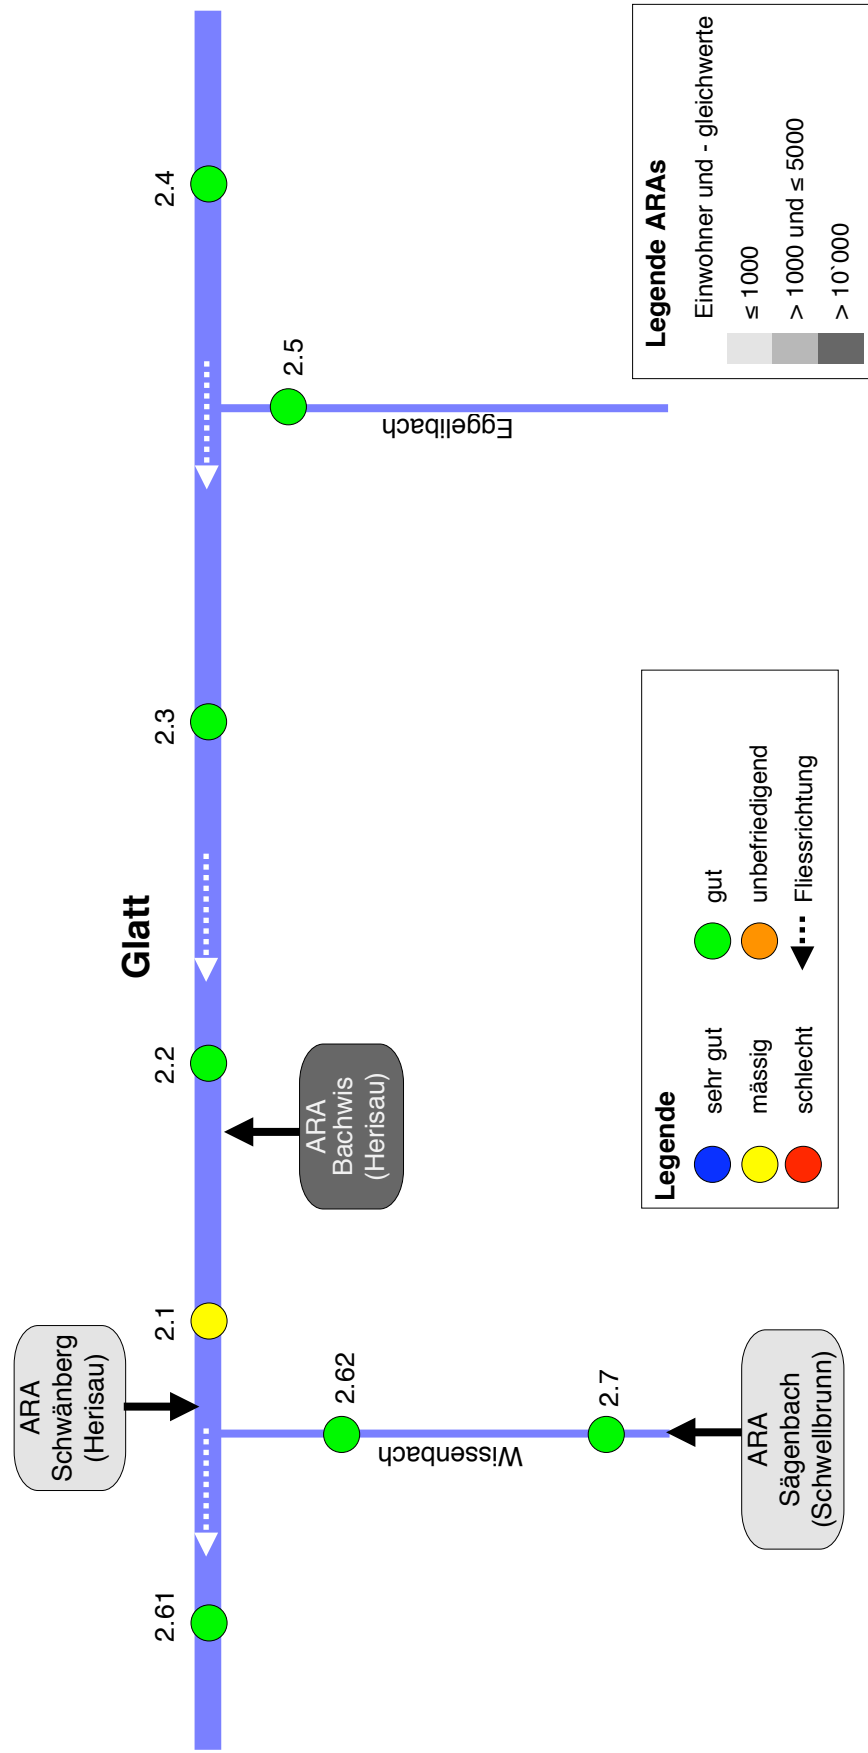 Glatt
2.61
2.1
2.2
2.3
2.4
2.5
2.62
2.7
ARA
Schwänberg
(Herisau)
ARA
Bachwis
(Herisau)
ARA
Sägenbach
(Schwellbrunn)
Wissenbach
Eggelibach
Legende
sehr gut
gut
mässig
unbefriedigend
schlecht
Fliessrichtung
Legende ARAs
Einwohner und - gleichwerte
≤ 1000
> 1000 und ≤ 5000
> 10`000